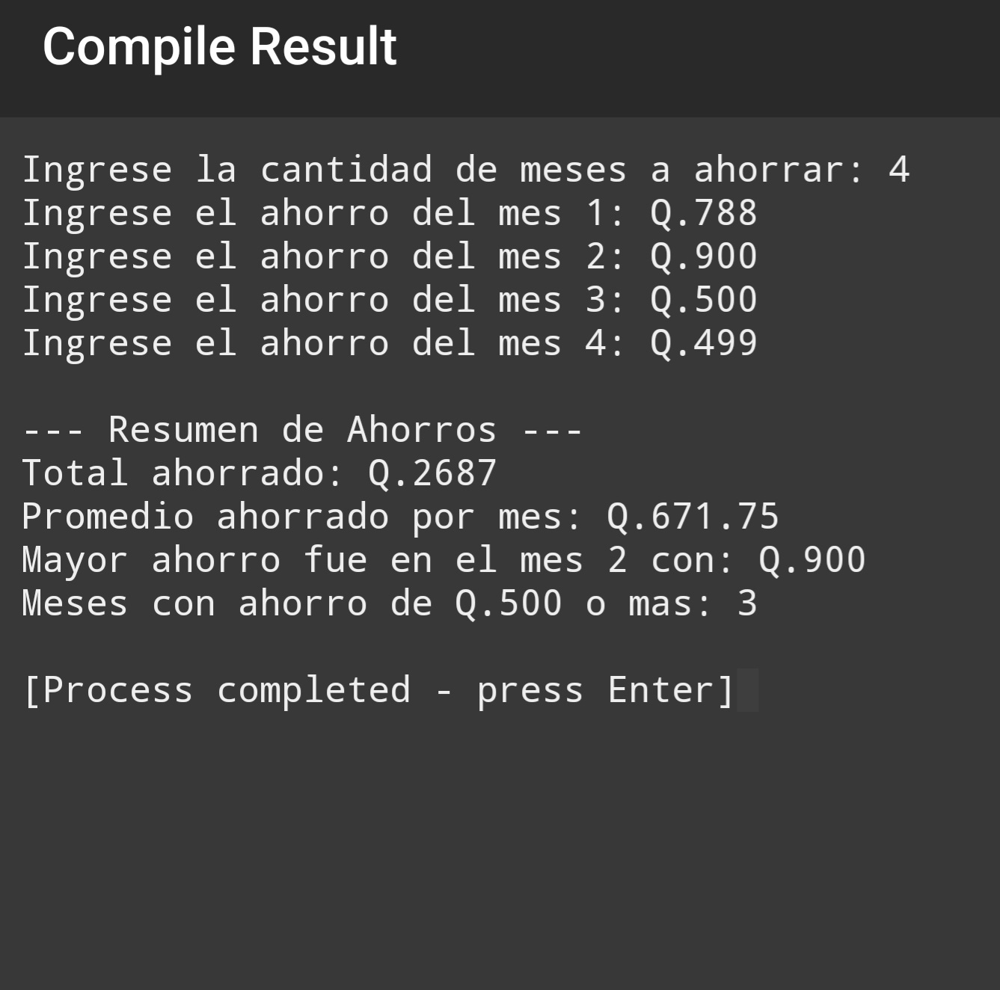 Compile Result
Ingrese la cantidad de meses a ahorrar: 4
Ingrese el ahorro del mes 1: Q.788
Ingrese el ahorro del mes 2: Q.900
Ingrese el ahorro del mes 3: Q.500
Ingrese el ahorro del mes 4: Q.499
--- Resumen de Ahorros ---
Total ahorrado: Q.2687
Promedio ahorrado por mes: Q.671.75
Mayor ahorro fue en el mes 2 con: Q.900
Meses con ahorro de Q.500 o mas: 3
[Process completed - press Enter]